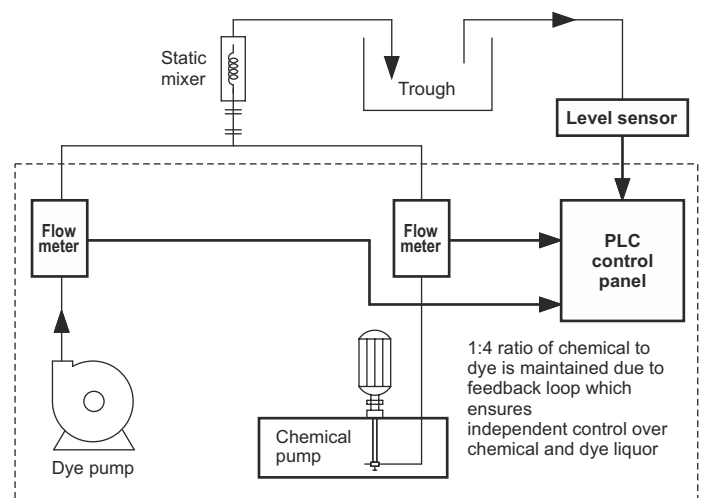 Static
mixer
Trough
Level sensor
Flow
meter
Flow
meter
PLC
control
panel
1:4 ratio of chemical to
dye is maintained due to
feedback loop which
ensures
independent control over
chemical and dye liquor
Chemical
pump
Dye pump